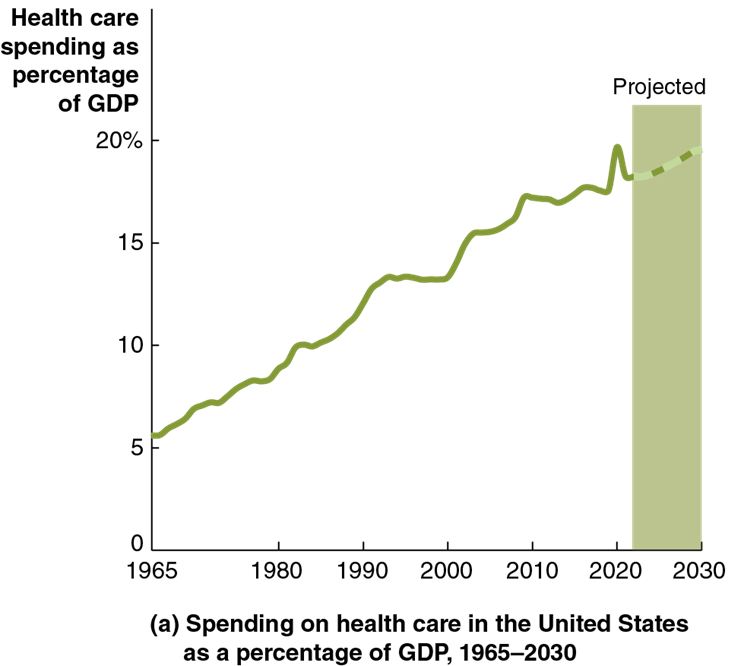 Health care
spending as
percentage
of GDP
Projected
20%
15
10
5
0
1965 1980 1990 2000 2010 2020 2030
(a) Spending on health care in the United States
as a percentage of GDP, 1965–2030